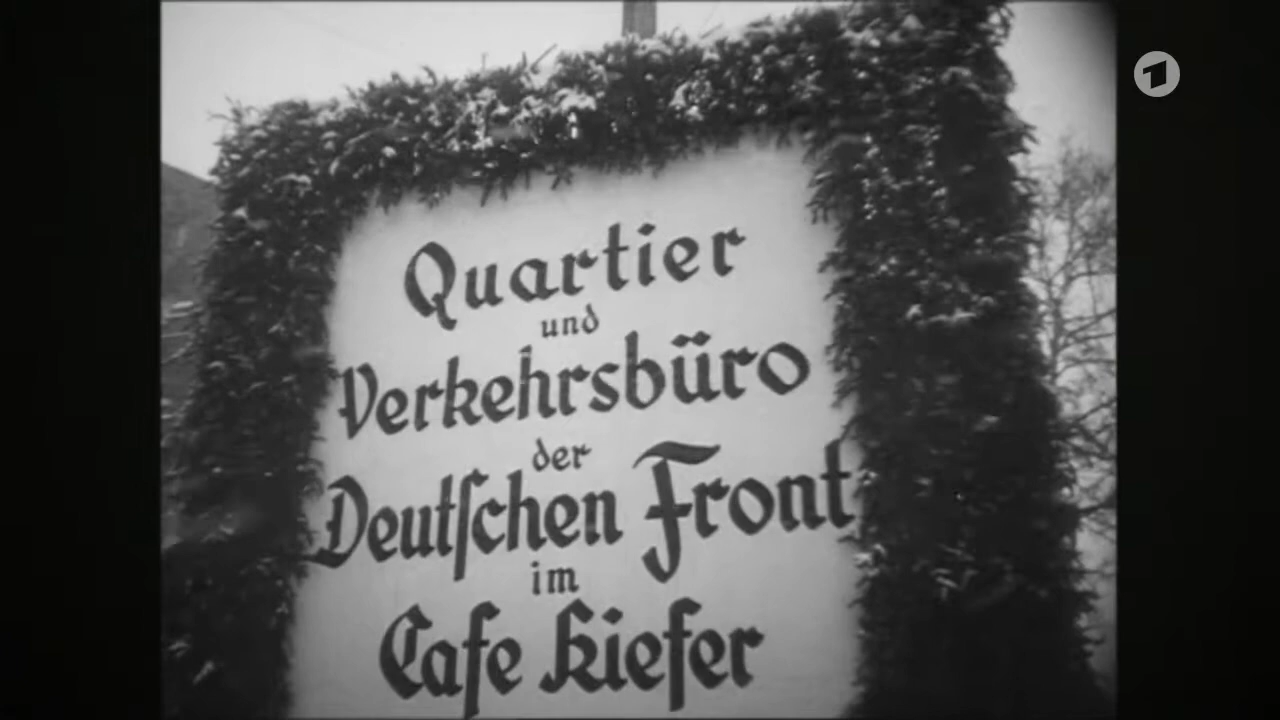 Quartier
und
Verkehrsbüro
der
Deutschen Front
im
Cafe Kiefer